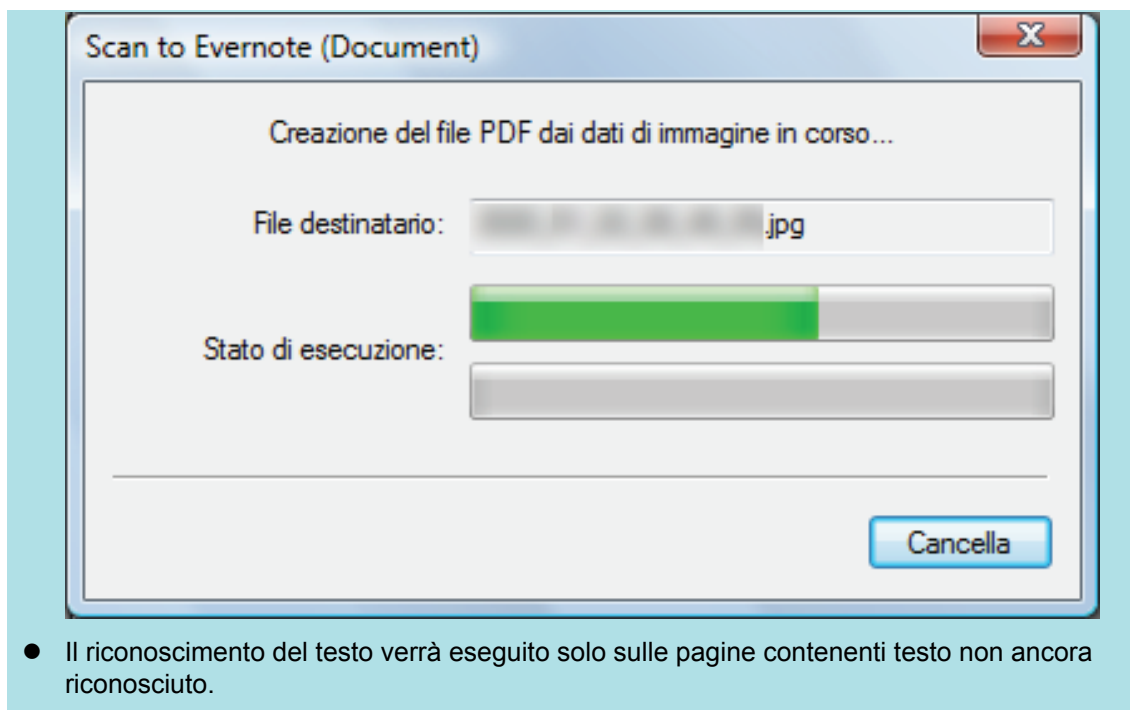 Scan to Evernote (Document)
Creazione del file PDF dai dati di immagine in corso...
File destinatario: .jpg
Stato di esecuzione:
Cancella
● Il riconoscimento del testo verrà eseguito solo sulle pagine contenenti testo non ancora
riconosciuto.